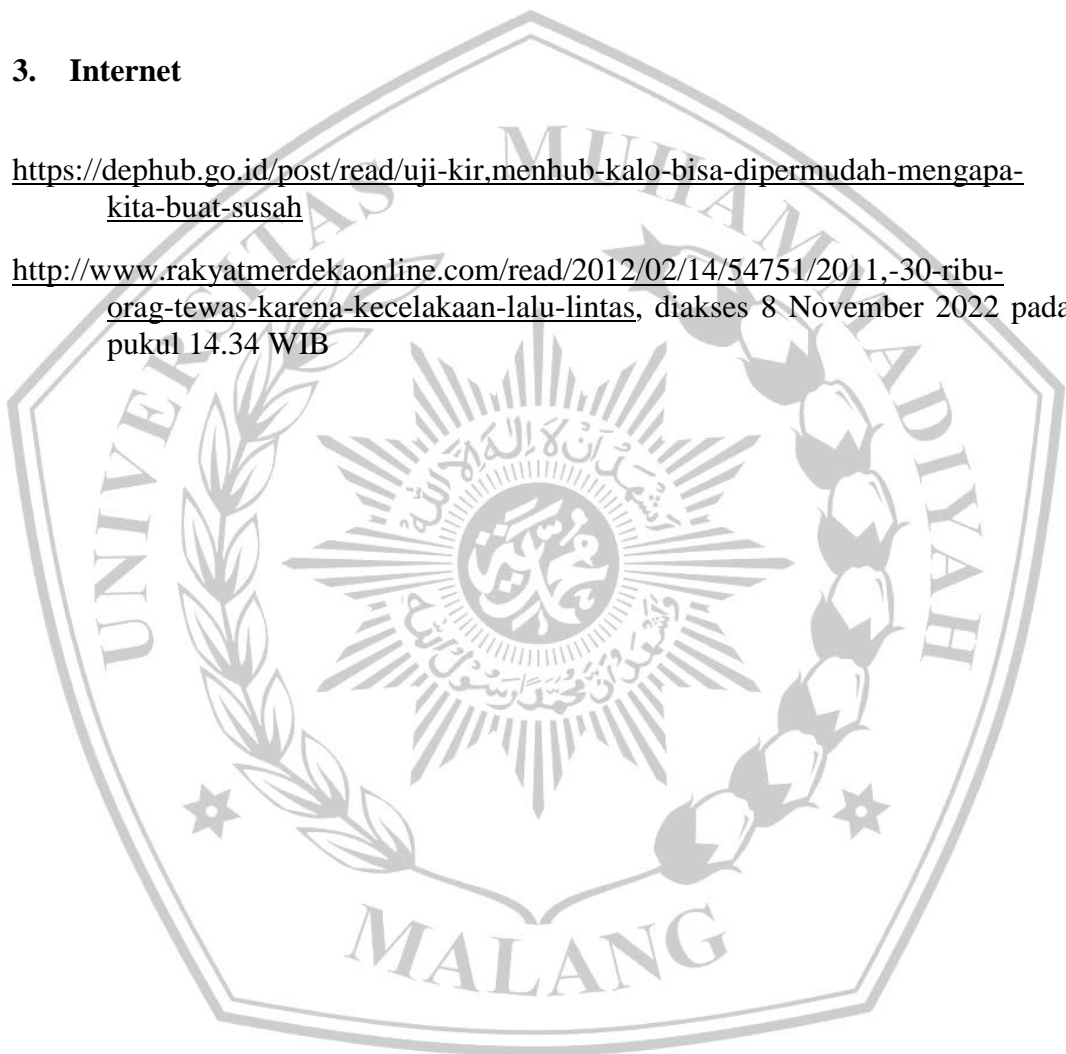 3. Internet
https://dephub.go.id/post/read/uji-kir,menhub-kalo-bisa-dipermudah-mengapa-
kita-buat-susah
http://www.rakyatmerdekaonline.com/read/2012/02/14/54751/2011,-30-ribu-
orag-tewas-karena-kecelakaan-lalu-lintas, diakses 8 November 2022 pada
pukul 14.34 WIB
UNIVERSITAS MUHAMMADIYAH
MALANG